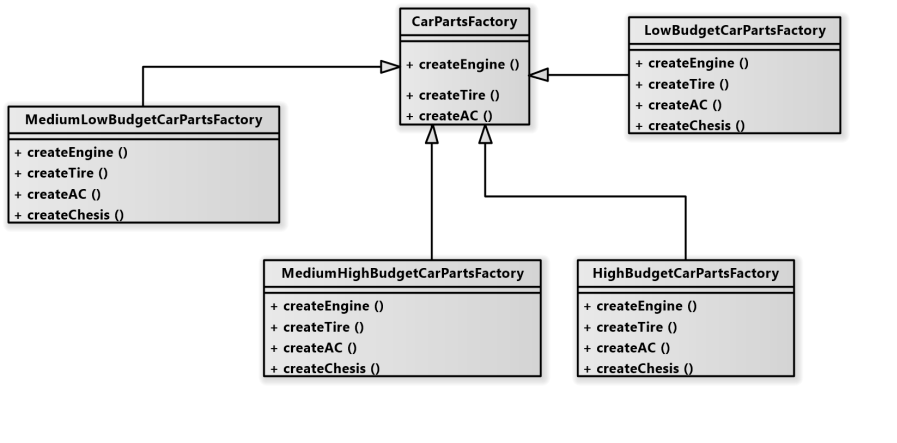 CarPartsFactory
+ createEngine ()
+ createTire ()
+ createAC ()
LowBudgetCarPartsFactory
+ createEngine ()
+ createTire ()
+ createAC ()
+ createChesis ()
MediumLowBudgetCarPartsFactory
+ createEngine ()
+ createTire ()
+ createAC ()
+ createChesis ()
MediumHighBudgetCarPartsFactory
+ createEngine ()
+ createTire ()
+ createAC ()
+ createChesis ()
HighBudgetCarPartsFactory
+ createEngine ()
+ createTire ()
+ createAC ()
+ createChesis ()